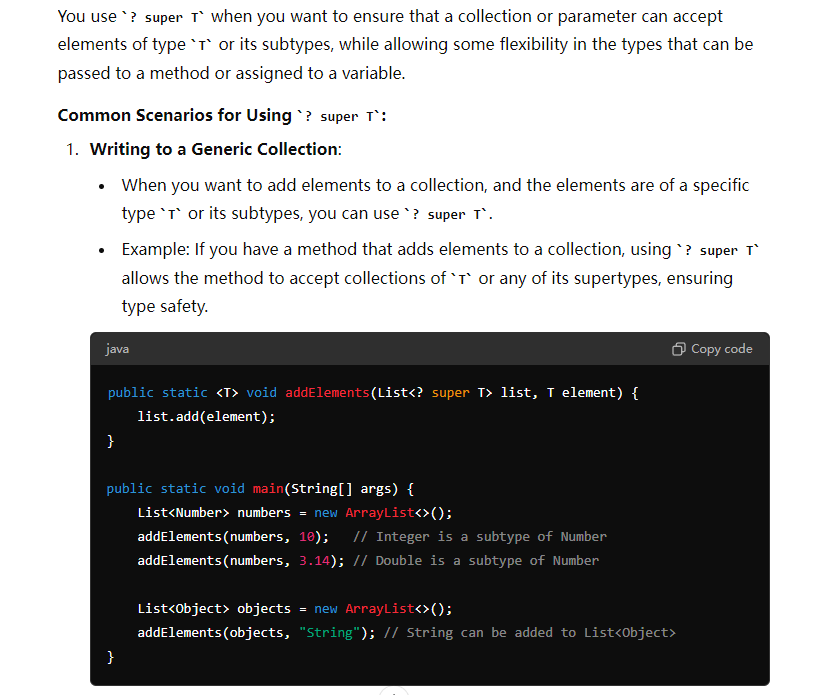 You use `? super T` when you want to ensure that a collection or parameter can accept
elements of type `T` or its subtypes, while allowing some flexibility in the types that can be
passed to a method or assigned to a variable.
Common Scenarios for Using `? super T`:
1. Writing to a Generic Collection:
• When you want to add elements to a collection, and the elements are of a specific
type `T` or its subtypes, you can use `? super T`.
• Example: If you have a method that adds elements to a collection, using `? super T`
allows the method to accept collections of `T` or any of its supertypes, ensuring
type safety.
java Copy code
public static <T> void addElements(List<? super T> list, T element) {
    list.add(element);
}
public static void main(String[] args) {
    List<Number> numbers = new ArrayList<>();
    addElements(numbers, 10);   // Integer is a subtype of Number
    addElements(numbers, 3.14); // Double is a subtype of Number
    List<Object> objects = new ArrayList<>();
    addElements(objects, "String"); // String can be added to List<Object>
}